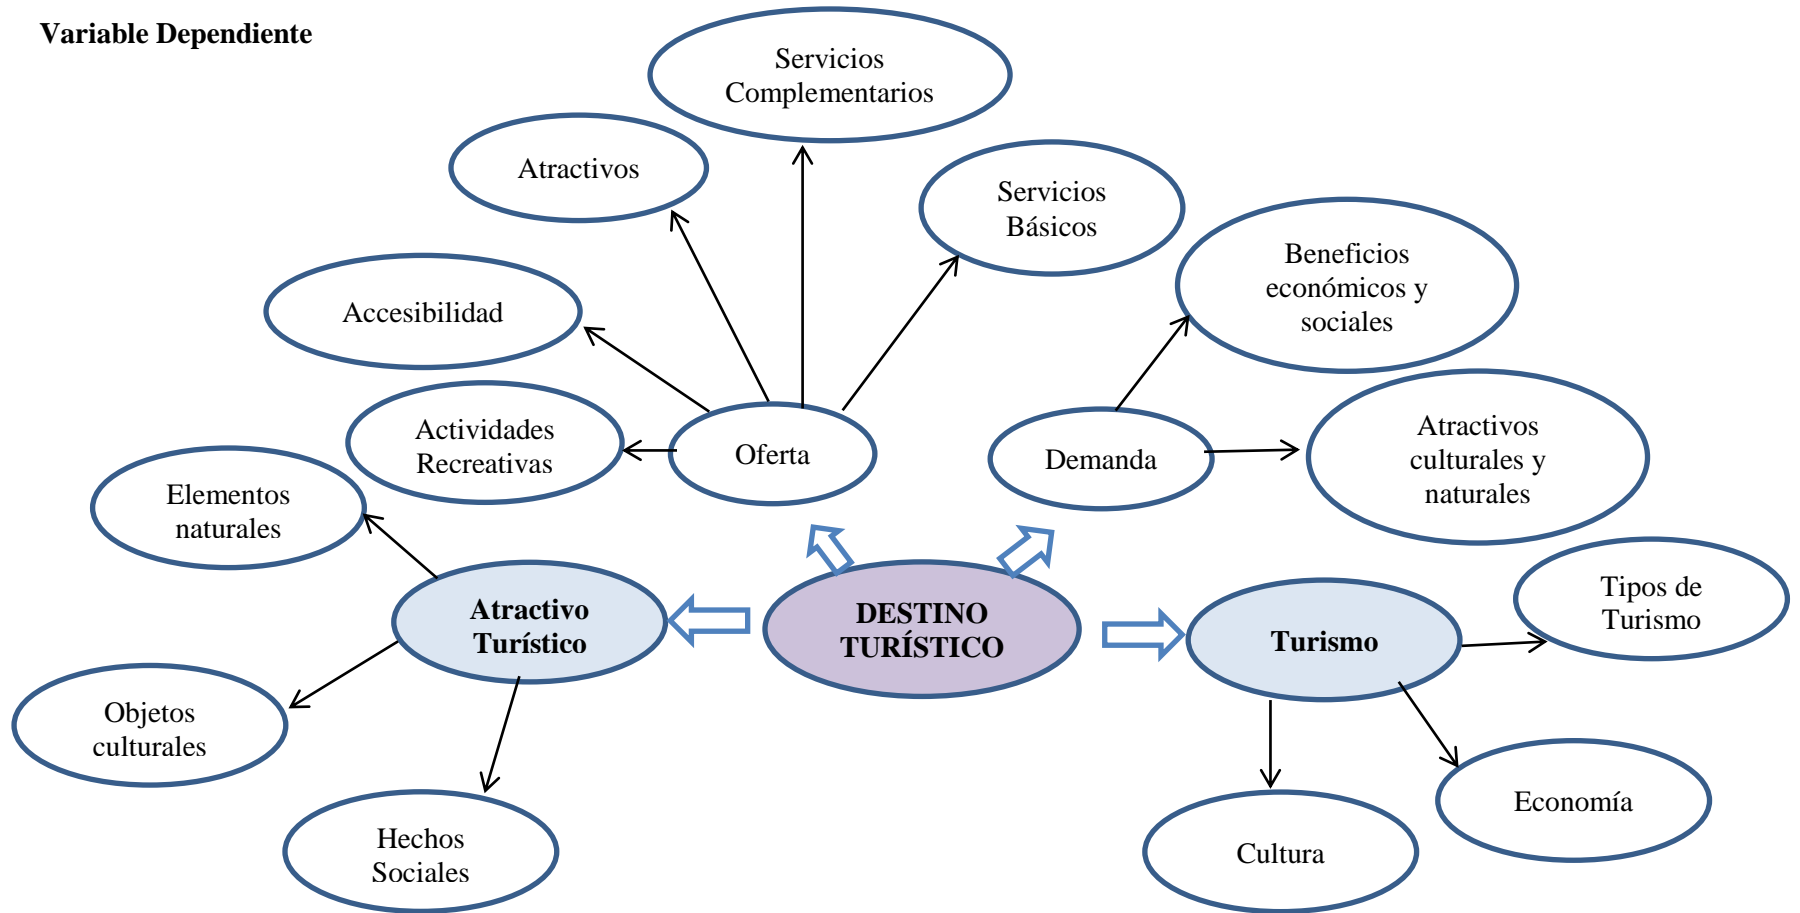 Variable Dependiente
Servicios
Complementarios
Atractivos
Servicios
Básicos
Beneficios
económicos y
sociales
Accesibilidad
Actividades
Recreativas
Oferta
Demanda
Atractivos
culturales y
naturales
Elementos
naturales
Atractivo
Turístico
DESTINO
TURÍSTICO
Turismo
Tipos de
Turismo
Objetos
culturales
Hechos
Sociales
Cultura
Economía